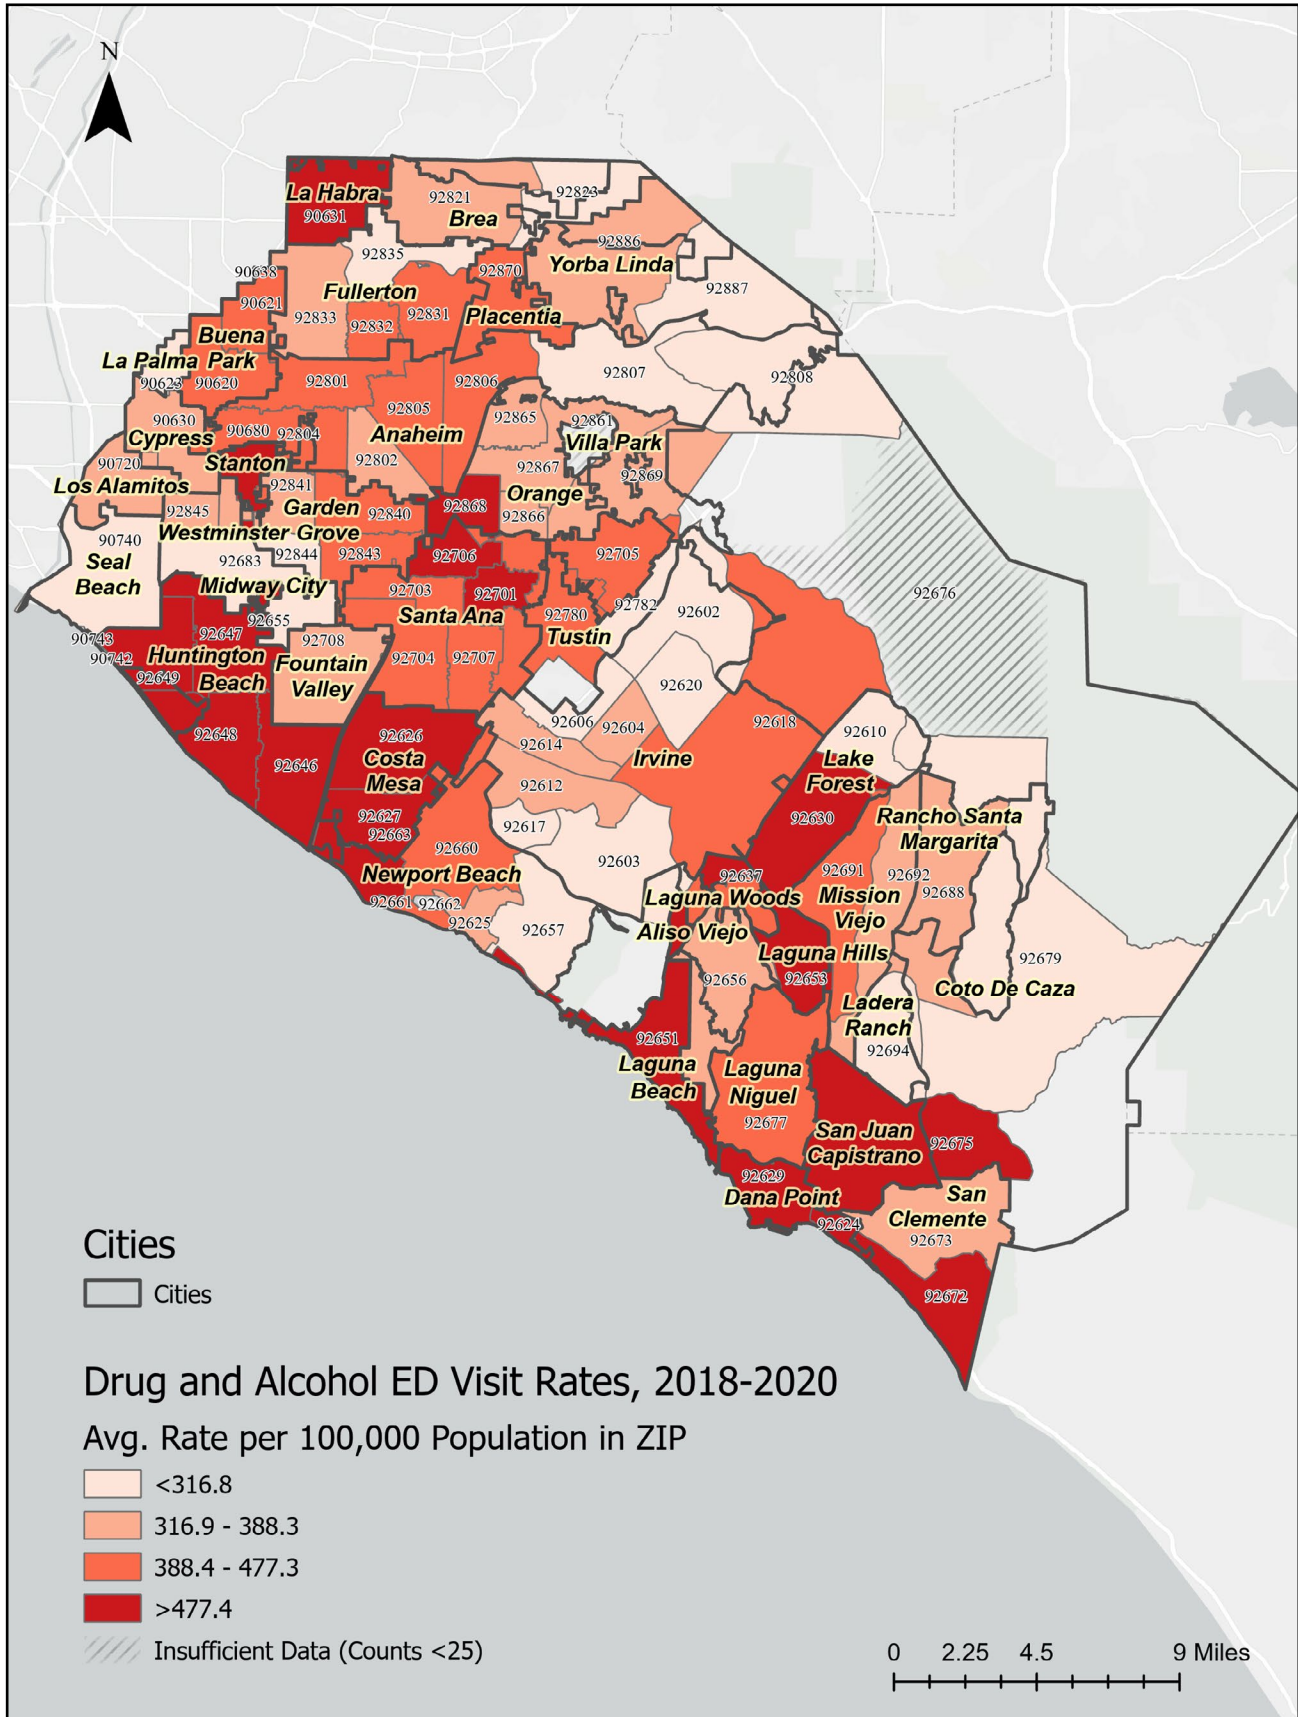 N
La Habra
90631
92821
Brea
92823
92835
92886
Yorba Linda
90638
92870
92887
90621
Fullerton
92833
92832
92831
Placentia
Buena
La Palma Park
90623
90620
92801
92806
92807
92808
92805
90630
Cypress
90680
92804
Anaheim
92865
92861
Villa Park
90720
Stanton
92802
92867
92869
Los Alamitos
92841
Orange
92845
Garden
92840
92868
92866
Westminster Grove
90740
Seal
Beach
92683
92844
92843
92706
92705
Midway City
92703
92701
92676
92655
92782
92602
Santa Ana
92780
Tustin
90743
90742
92647
92708
Huntington
Beach
Fountain
Valley
92704
92707
92649
92620
92648
92626
92606
92604
92618
92610
92614
Costa
Mesa
Irvine
Lake
Forest
92646
92612
92627
92663
92617
92630
Rancho Santa
Margarita
92660
92603
Newport Beach
92637
92691
92692
92688
Laguna Woods
Mission
Viejo
92661
92662
92625
92657
Aliso Viejo
Laguna Hills
92653
92679
92656
Coto De Caza
Ladera
Ranch
92694
92651
Laguna
Beach
Laguna
Niguel
92677
San Juan
Capistrano
92675
92629
Dana Point
San
Clemente
92624
92673
92672
Cities
Cities
Drug and Alcohol ED Visit Rates, 2018-2020
Avg. Rate per 100,000 Population in ZIP
<316.8
316.9 - 388.3
388.4 - 477.3
>477.4
Insufficient Data (Counts <25)
0 2.25 4.5 9 Miles